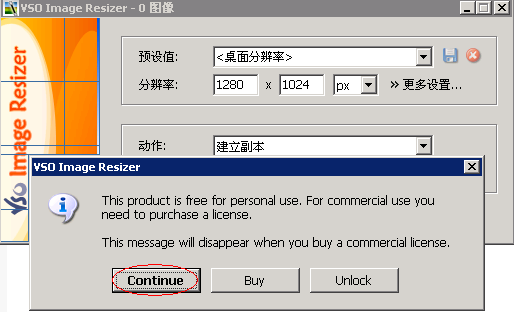 VSO Image Resizer - 0 图像
VSO Image Resizer
预设值:
<桌面分辨率>
分辨率:
1280 x 1024 px » 更多设置...
动作:
建立副本
VSO Image Resizer
This product is free for personal use. For commercial use you
need to purchase a license.
This message will disappear when you buy a commercial license.
Continue Buy Unlock